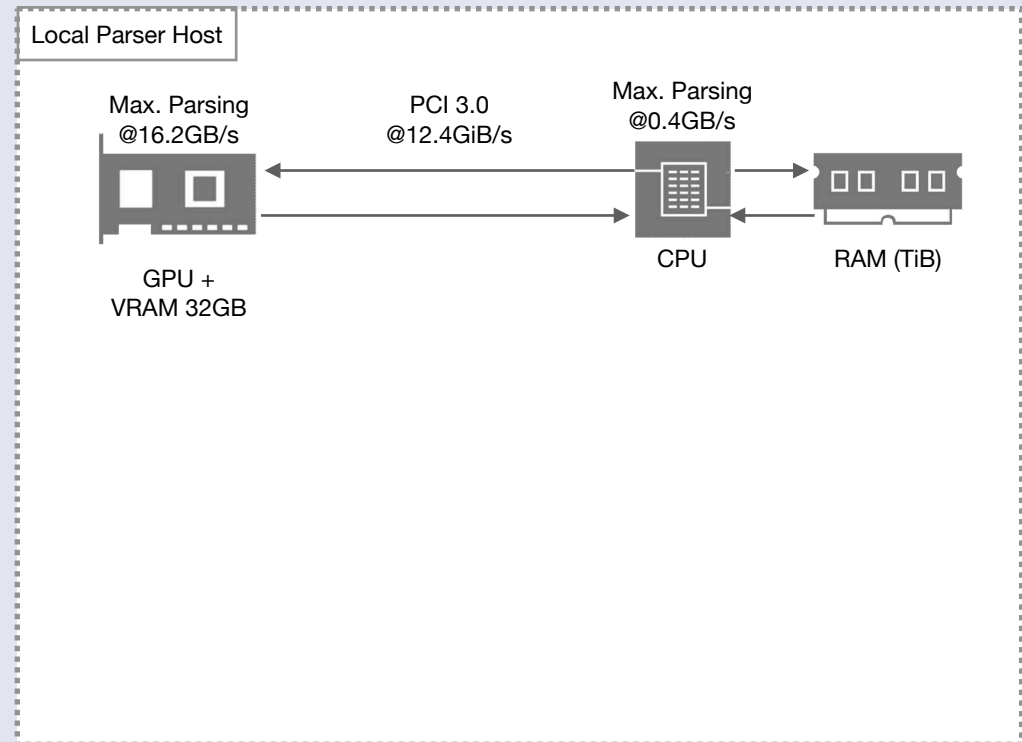 Local Parser Host
Max. Parsing
@16.2GB/s
PCI 3.0
@12.4GiB/s
Max. Parsing
@0.4GB/s
GPU +
VRAM 32GB
CPU
RAM (TiB)